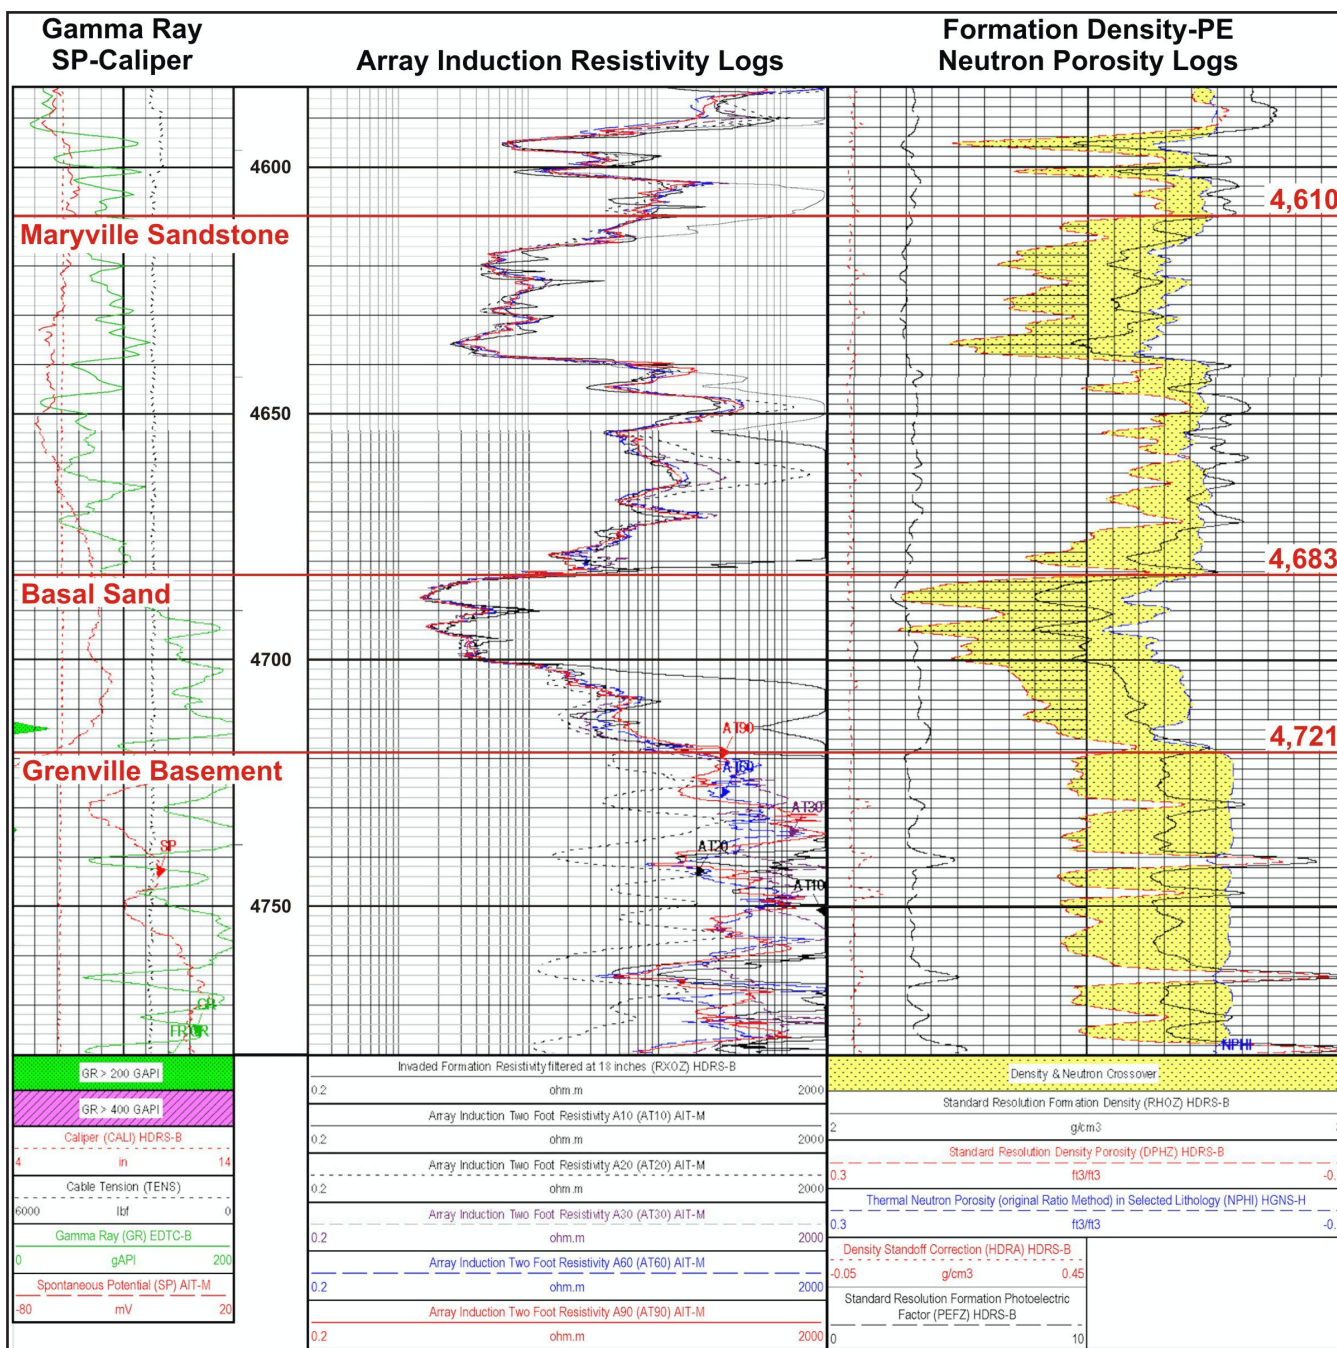 Gamma Ray
SP-Caliper
Array Induction Resistivity Logs
Formation Density-PE
Neutron Porosity Logs
4600
4,610
Maryville Sandstone
4650
4,683
Basal Sand
4700
AT90
4,721
Grenville Basement
AT60
AT30
SP
AT20
AT10
4750
GR
NPHI
GR > 200 GAPI
GR > 400 GAPI
Caliper (CALI) HDRS-B
4 in 14
Cable Tension (TENS)
6000 lbf 0
Gamma Ray (GR) EDTC-B
0 gAPI 200
Spontaneous Potential (SP) AIT-M
-80 mV 20
Invaded Formation Resistivity filtered at 18 inches (RXOZ) HDRS-B
0.2 ohm.m 2000
Array Induction Two Foot Resistivity A10 (AT10) AIT-M
0.2 ohm.m 2000
Array Induction Two Foot Resistivity A20 (AT20) AIT-M
0.2 ohm.m 2000
Array Induction Two Foot Resistivity A30 (AT30) AIT-M
0.2 ohm.m 2000
Array Induction Two Foot Resistivity A60 (AT60) AIT-M
0.2 ohm.m 2000
Array Induction Two Foot Resistivity A90 (AT90) AIT-M
0.2 ohm.m 2000
Density & Neutron Crossover
Standard Resolution Formation Density (RHOZ) HDRS-B
2 g/cm3
Standard Resolution Density Porosity (DPHZ) HDRS-B
0.3 ft3/ft3 -0.
Thermal Neutron Porosity (original Ratio Method) in Selected Lithology (NPHI) HGNS-H
0.3 ft3/ft3 -0.
Density Standoff Correction (HDRA) HDRS-B
-0.05 g/cm3 0.45
Standard Resolution Formation Photoelectric
Factor (PEFZ) HDRS-B
0 10